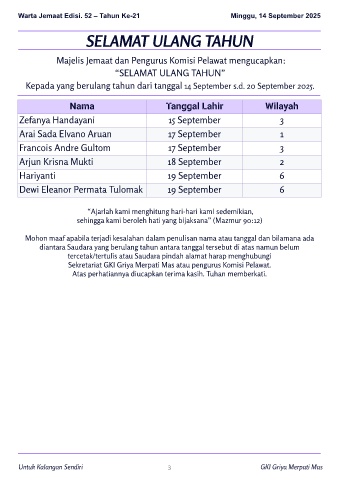 Warta Jemaat Edisi. 52 – Tahun Ke-21 Minggu, 14 September 2025
SELAMAT ULANG TAHUN
Majelis Jemaat dan Pengurus Komisi Pelawat mengucapkan:
“SELAMAT ULANG TAHUN”
Kepada yang berulang tahun dari tanggal 14 September s.d. 20 September 2025.
Nama Tanggal Lahir Wilayah
Zefanya Handayani 15 September 3
Arai Sada Elvano Aruan 17 September 1
Francois Andre Gultom 17 September 3
Arjun Krisna Mukti 18 September 2
Hariyanti 19 September 6
Dewi Eleanor Permata Tulomak 19 September 6
“Ajarlah kami menghitung hari-hari kami sedemikian,
sehingga kami beroleh hati yang bijaksana” (Mazmur 90:12)
Mohon maaf apabila terjadi kesalahan dalam penulisan nama atau tanggal dan bilamana ada
diantara Saudara yang berulang tahun antara tanggal tersebut di atas namun belum
tercetak/tertulis atau Saudara pindah alamat harap menghubungi
Sekretariat GKI Griya Merpati Mas atau pengurus Komisi Pelawat.
Atas perhatiannya diucapkan terima kasih. Tuhan memberkati.
Untuk Kalangan Sendiri 3 GKI Griya Merpati Mas